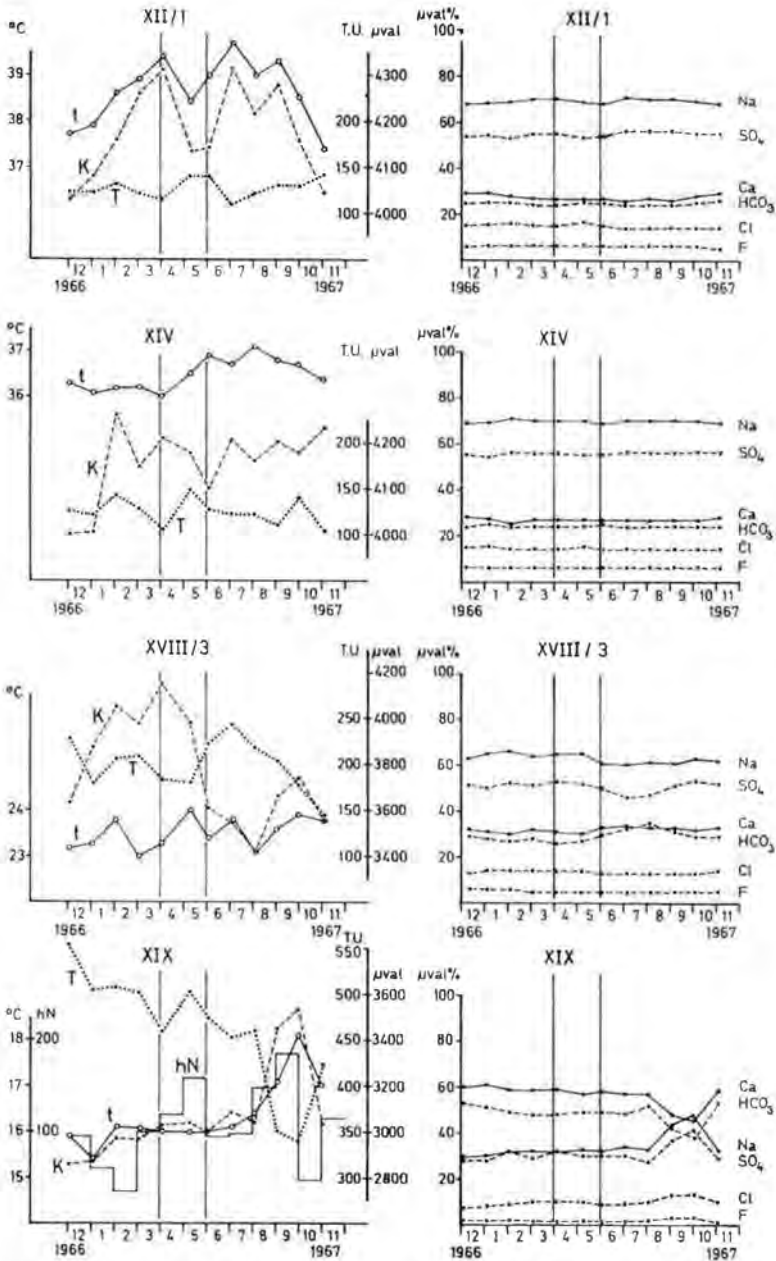 XII/1
°C
T.U. µval
39
38
37
4300
200 4200
150 4100
100 4000
t
K
T
12 1 2 3 4 5 6 7 8 9 10 11
1966 1967
XII/1
µval%
100
80
60
40
20
Na
SO4
Ca
HCO3
Cl
F
12 1 2 3 4 5 6 7 8 9 10 11
1966 1967
XIV
°C
T.U. µval
37
36
200 4200
150 4100
100 4000
t
K
T
12 1 2 3 4 5 6 7 8 9 10 11
1966 1967
XIV
µval%
100
80
60
40
20
Na
SO4
Ca
HCO3
Cl
F
12 1 2 3 4 5 6 7 8 9 10 11
1966 1967
XVIII/3
°C
T.U. µval
24
23
4200
250 4000
200 3800
150 3600
100 3400
K
T
t
12 1 2 3 4 5 6 7 8 9 10 11
1966 1967
XVIII/3
µval%
100
80
60
40
20
Na
SO4
Ca
HCO3
Cl
F
12 1 2 3 4 5 6 7 8 9 10 11
1966 1967
XIX
T.U.
550
µval
500 3600
450 3400
400 3200
350 3000
300 2800
°C hN
18 200
17
16 100
15
T
hN
t
K
12 1 2 3 4 5 6 7 8 9 10 11
1966 1967
XIX
µval%
100
80
60
40
20
Ca
HCO3
Na
SO4
Cl
F
12 1 2 3 4 5 6 7 8 9 10 11
1966 1967